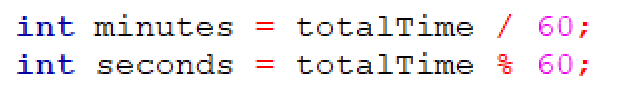 int minutes = totalTime / 60;
int seconds = totalTime % 60;